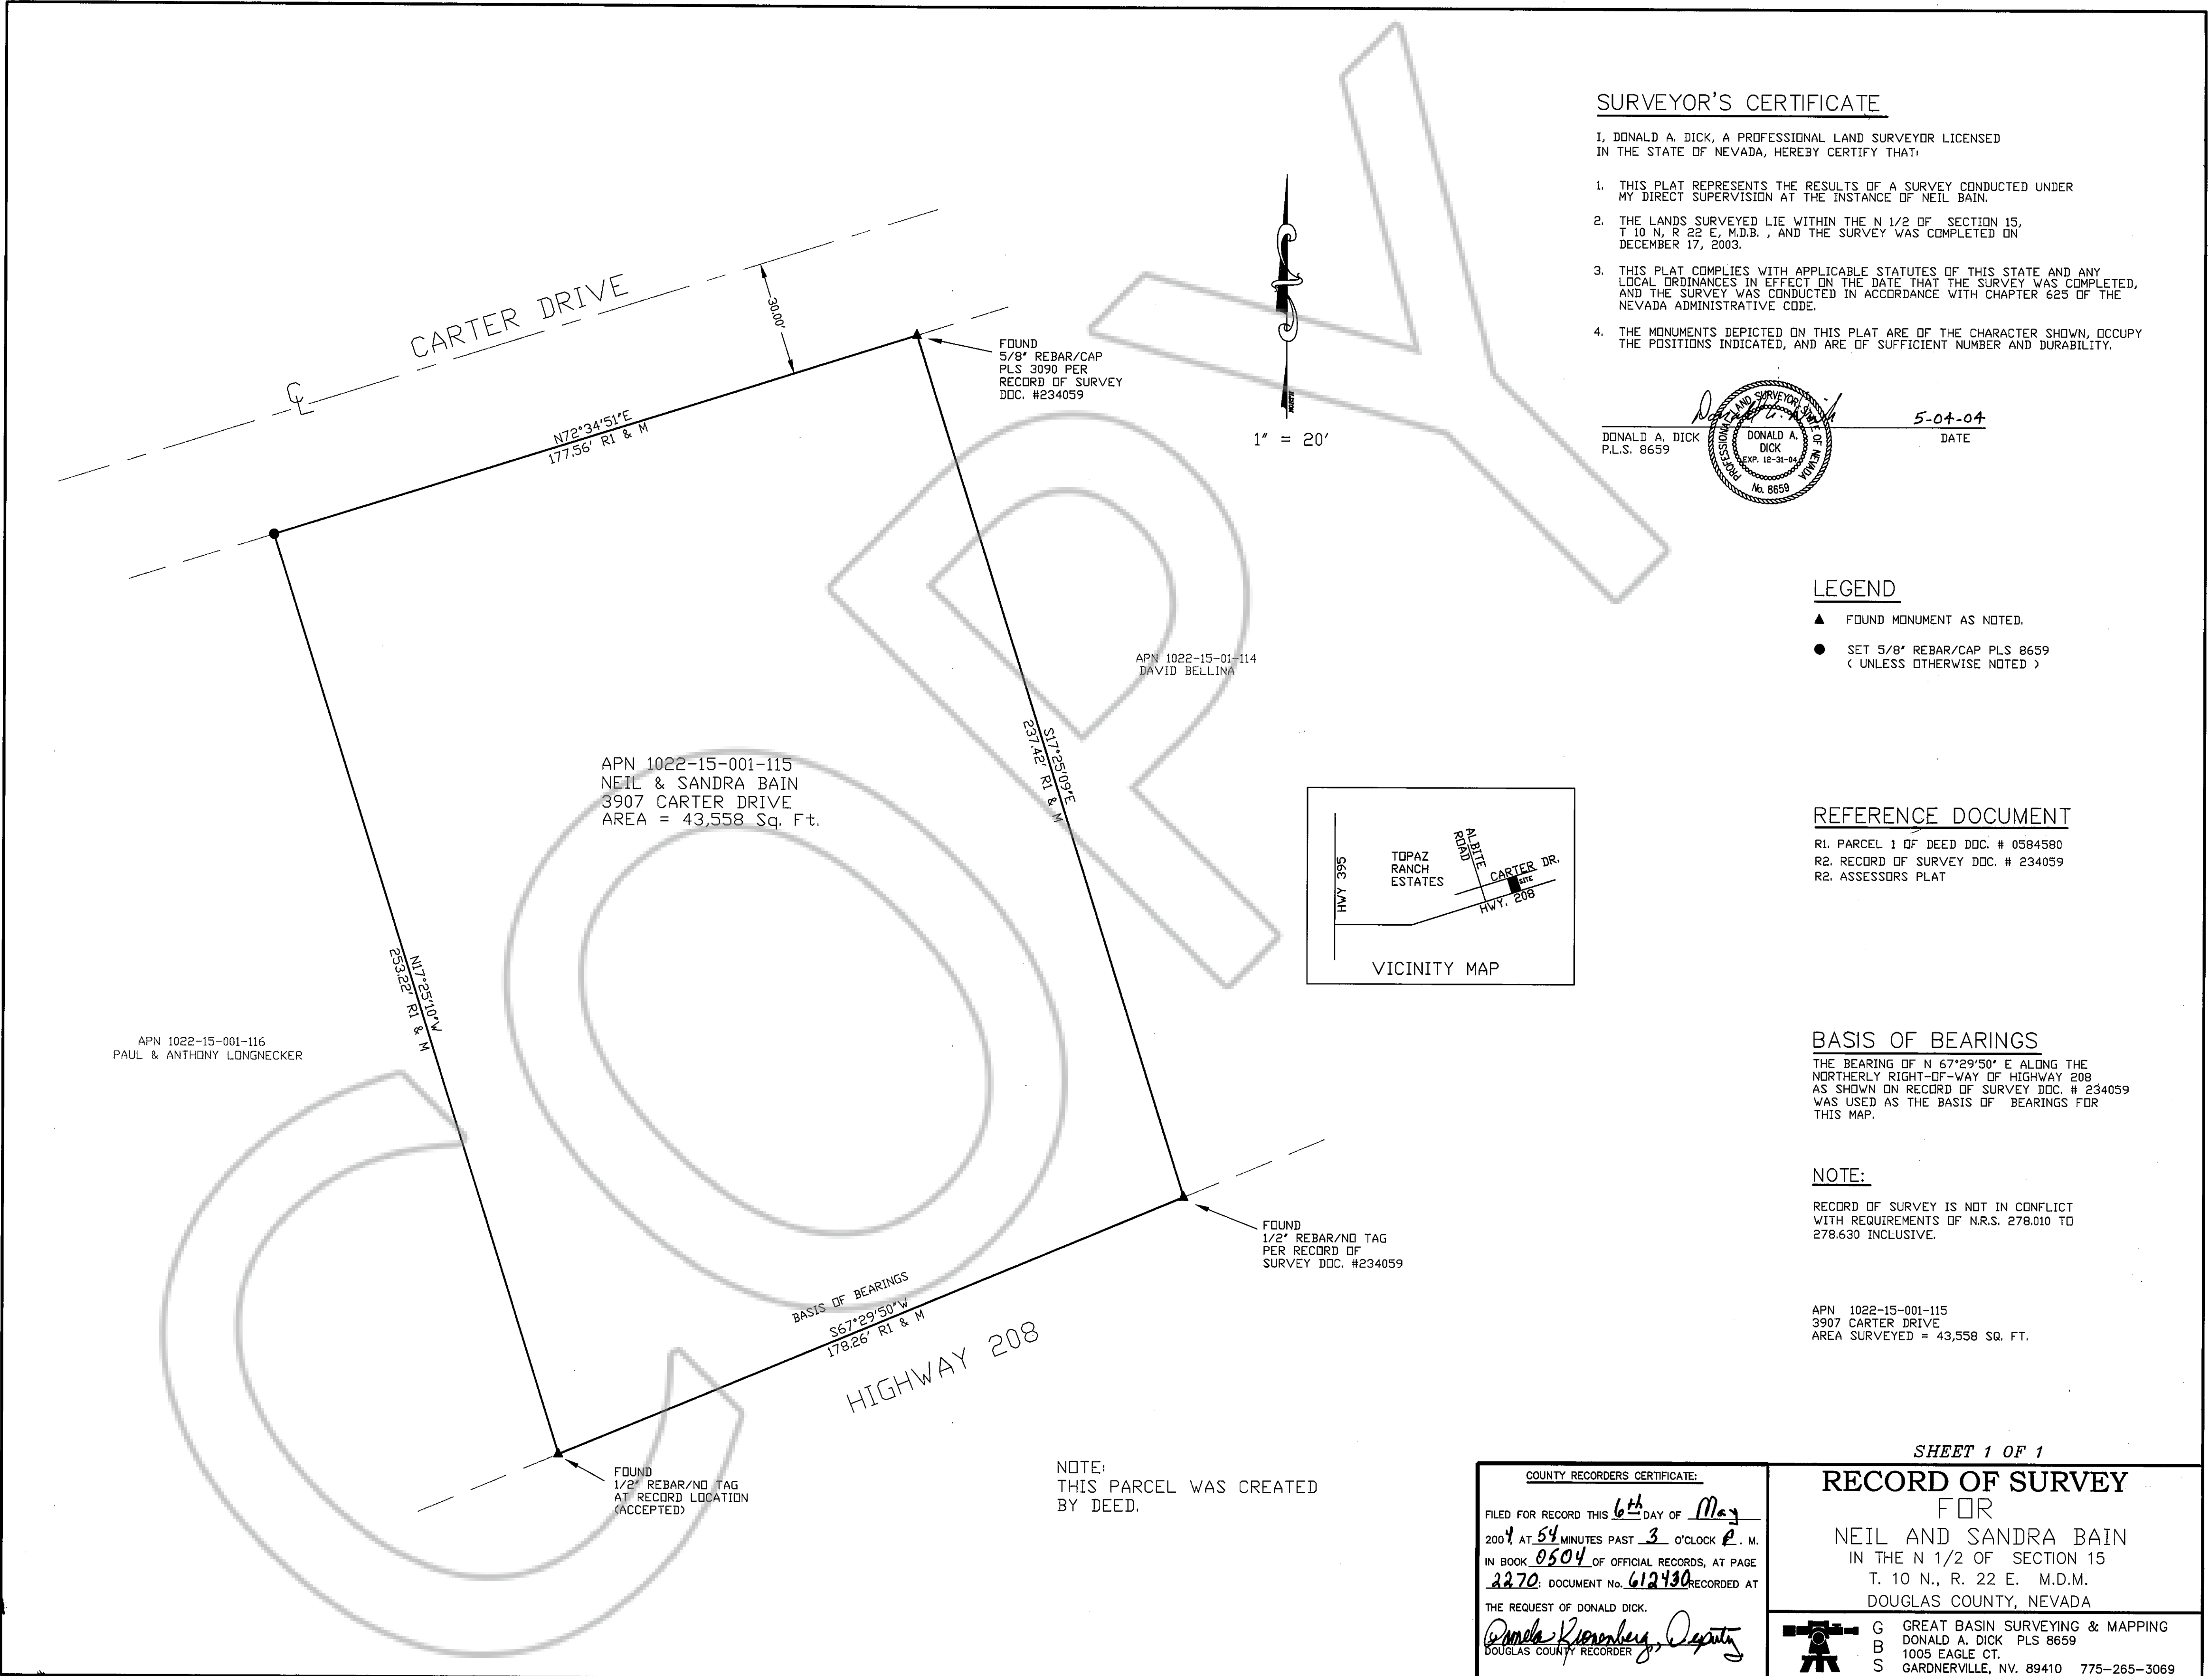 SURVEYOR'S CERTIFICATE
I, DONALD A. DICK, A PROFESSIONAL LAND SURVEYOR LICENSED
IN THE STATE OF NEVADA, HEREBY CERTIFY THAT:
1. THIS PLAT REPRESENTS THE RESULTS OF A SURVEY CONDUCTED UNDER
MY DIRECT SUPERVISION AT THE INSTANCE OF NEIL BAIN.
2. THE LANDS SURVEYED LIE WITHIN THE N 1/2 OF SECTION 15,
T 10 N, R 22 E, M.D.B. , AND THE SURVEY WAS COMPLETED ON
DECEMBER 17, 2003.
3. THIS PLAT COMPLIES WITH APPLICABLE STATUTES OF THIS STATE AND ANY
LOCAL ORDINANCES IN EFFECT ON THE DATE THAT THE SURVEY WAS COMPLETED,
AND THE SURVEY WAS CONDUCTED IN ACCORDANCE WITH CHAPTER 625 OF THE
NEVADA ADMINISTRATIVE CODE.
4. THE MONUMENTS DEPICTED ON THIS PLAT ARE OF THE CHARACTER SHOWN, OCCUPY
THE POSITIONS INDICATED, AND ARE OF SUFFICIENT NUMBER AND DURABILITY.
5-04-04
DONALD A. DICK
P.L.S. 8659
DATE
PROFESSIONAL LAND SURVEYOR STATE OF NEVADA
DONALD A.
DICK
EXP. 12-31-04
No. 8659
CARTER DRIVE
CL
30.00'
FOUND
5/8" REBAR/CAP
PLS 3090 PER
RECORD OF SURVEY
DOC. #234059
NORTH
1" = 20'
N72°34'51"E
177.56' R1 & M
LEGEND
FOUND MONUMENT AS NOTED.
SET 5/8" REBAR/CAP PLS 8659
( UNLESS OTHERWISE NOTED )
APN 1022-15-01-114
DAVID BELLINA
S17°25'09"E
237.42' R1 & M
APN 1022-15-001-115
NEIL & SANDRA BAIN
3907 CARTER DRIVE
AREA = 43,558 Sq. Ft.
HWY 395
TOPAZ
RANCH
ESTATES
ALBITE
ROAD
CARTER DR.
SITE
HWY. 208
VICINITY MAP
REFERENCE DOCUMENT
R1. PARCEL 1 OF DEED DOC. # 0584580
R2. RECORD OF SURVEY DOC. # 234059
R2. ASSESSORS PLAT
N17°25'10"W
253.22' R1 & M
APN 1022-15-001-116
PAUL & ANTHONY LONGNECKER
BASIS OF BEARINGS
THE BEARING OF N 67°29'50" E ALONG THE
NORTHERLY RIGHT-OF-WAY OF HIGHWAY 208
AS SHOWN ON RECORD OF SURVEY DOC. # 234059
WAS USED AS THE BASIS OF BEARINGS FOR
THIS MAP.
NOTE:
RECORD OF SURVEY IS NOT IN CONFLICT
WITH REQUIREMENTS OF N.R.S. 278.010 TO
278.630 INCLUSIVE.
FOUND
1/2" REBAR/NO TAG
PER RECORD OF
SURVEY DOC. #234059
BASIS OF BEARINGS
S67°29'50"W
178.26' R1 & M
HIGHWAY 208
APN 1022-15-001-115
3907 CARTER DRIVE
AREA SURVEYED = 43,558 SQ. FT.
FOUND
1/2" REBAR/NO TAG
AT RECORD LOCATION
(ACCEPTED)
NOTE:
THIS PARCEL WAS CREATED
BY DEED.
COPY
COUNTY RECORDERS CERTIFICATE:
FILED FOR RECORD THIS 6th DAY OF May
2004, AT 54 MINUTES PAST 3 O'CLOCK P. M.
IN BOOK 0504 OF OFFICIAL RECORDS, AT PAGE
2270: DOCUMENT No. 612430 RECORDED AT
THE REQUEST OF DONALD DICK.
Pamela Kronenberg, Deputy
DOUGLAS COUNTY RECORDER
SHEET 1 OF 1
RECORD OF SURVEY
FOR
NEIL AND SANDRA BAIN
IN THE N 1/2 OF SECTION 15
T. 10 N., R. 22 E. M.D.M.
DOUGLAS COUNTY, NEVADA
GBS
GREAT BASIN SURVEYING & MAPPING
DONALD A. DICK PLS 8659
1005 EAGLE CT.
GARDNERVILLE, NV. 89410 775-265-3069